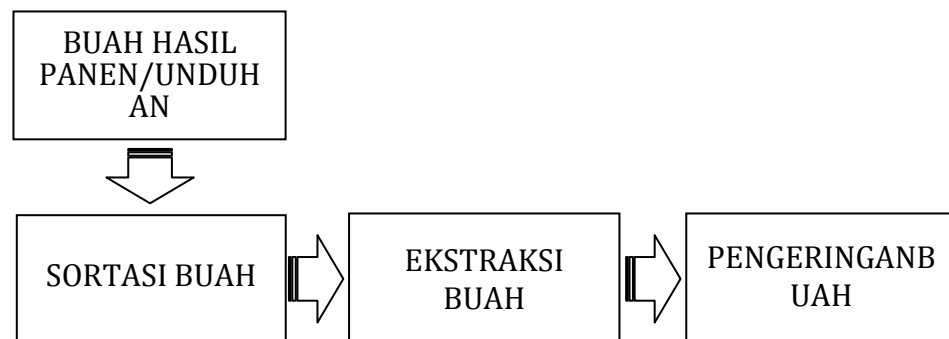 BUAH HASIL
PANEN/UNDUH
AN
SORTASI BUAH
EKSTRAKSI
BUAH
PENGERINGANB
UAH